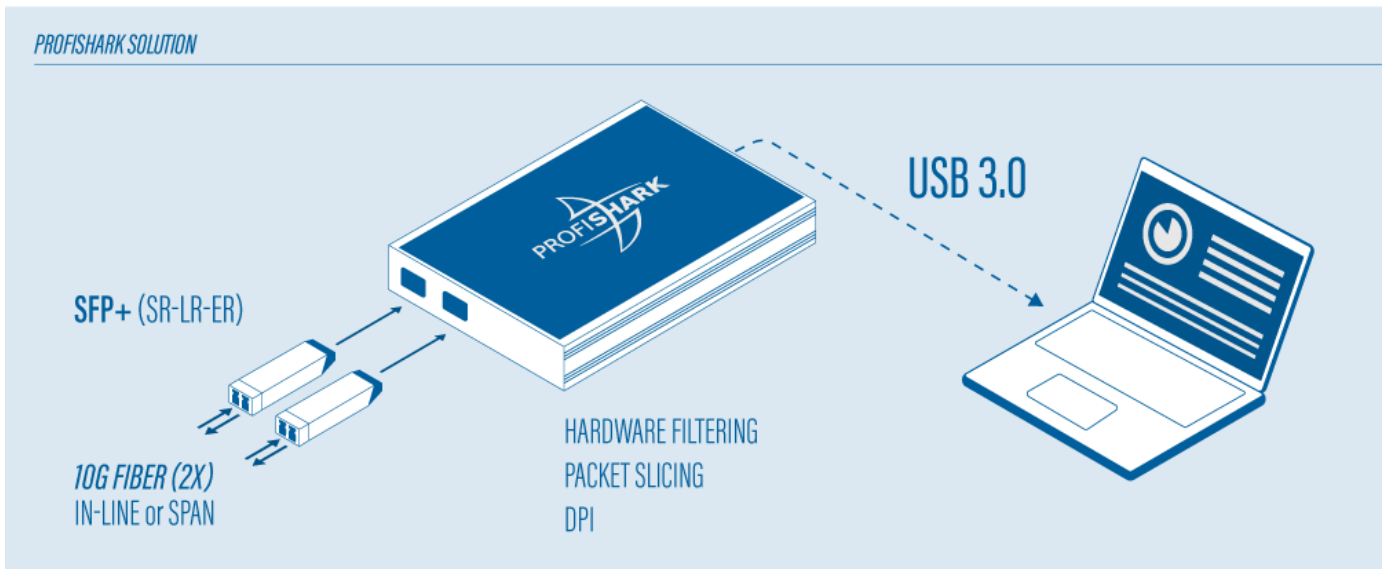 PROFISHARK SOLUTION
PROFISHARK
USB 3.0
SFP+ (SR-LR-ER)
10G FIBER (2X)
IN-LINE or SPAN
HARDWARE FILTERING
PACKET SLICING
DPI